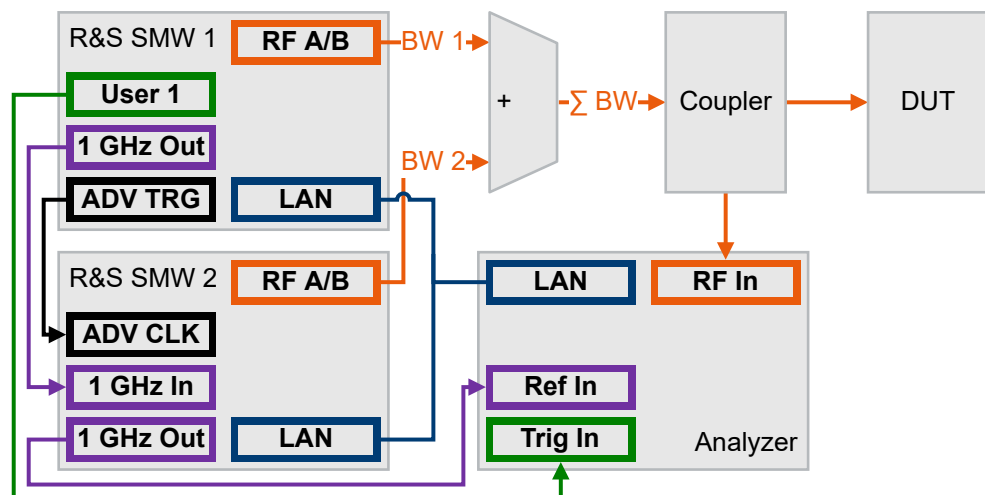 R&S SMW 1
RF A/B
BW 1
User 1
1 GHz Out
ADV TRG
LAN
+
∑ BW
Coupler
DUT
BW 2
R&S SMW 2
RF A/B
ADV CLK
1 GHz In
1 GHz Out
LAN
LAN
RF In
Ref In
Trig In
Analyzer